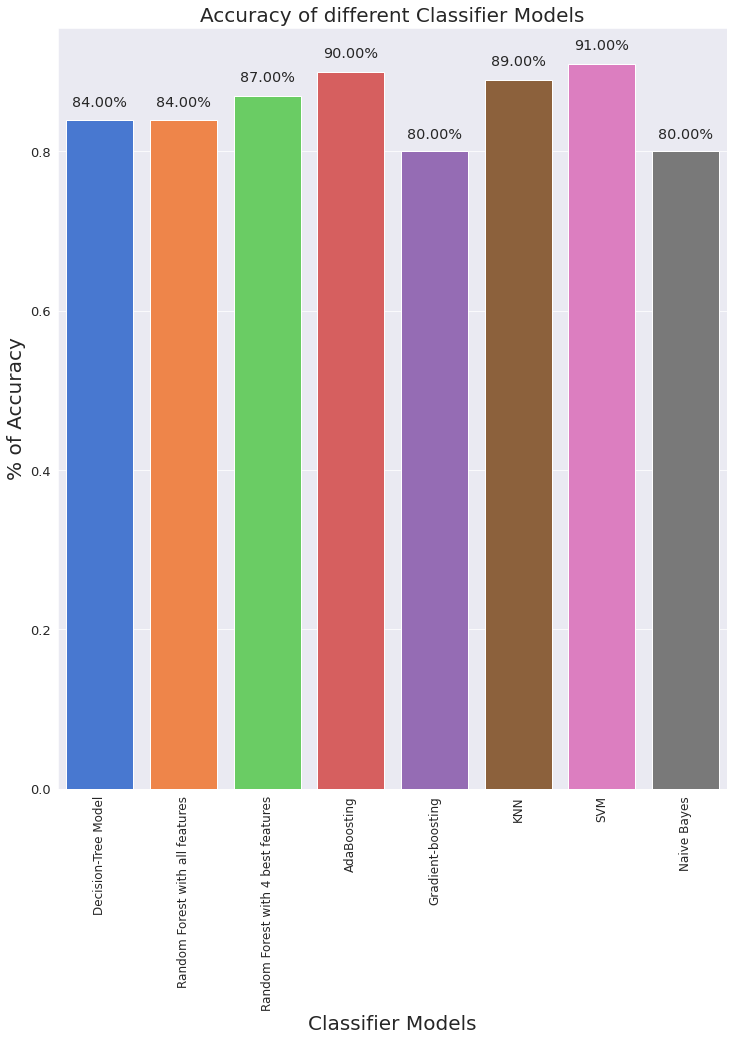 Accuracy of different Classifier Models
84.00%
84.00%
87.00%
90.00%
80.00%
89.00%
91.00%
80.00%
% of Accuracy
0.8
0.6
0.4
0.2
0.0
Decision-Tree Model
Random Forest with all features
Random Forest with 4 best features
AdaBoosting
Gradient-boosting
KNN
SVM
Naive Bayes
Classifier Models